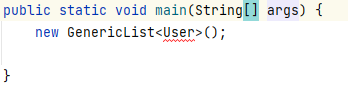 public static void main(String[] args) {
new GenericList<User>();
}